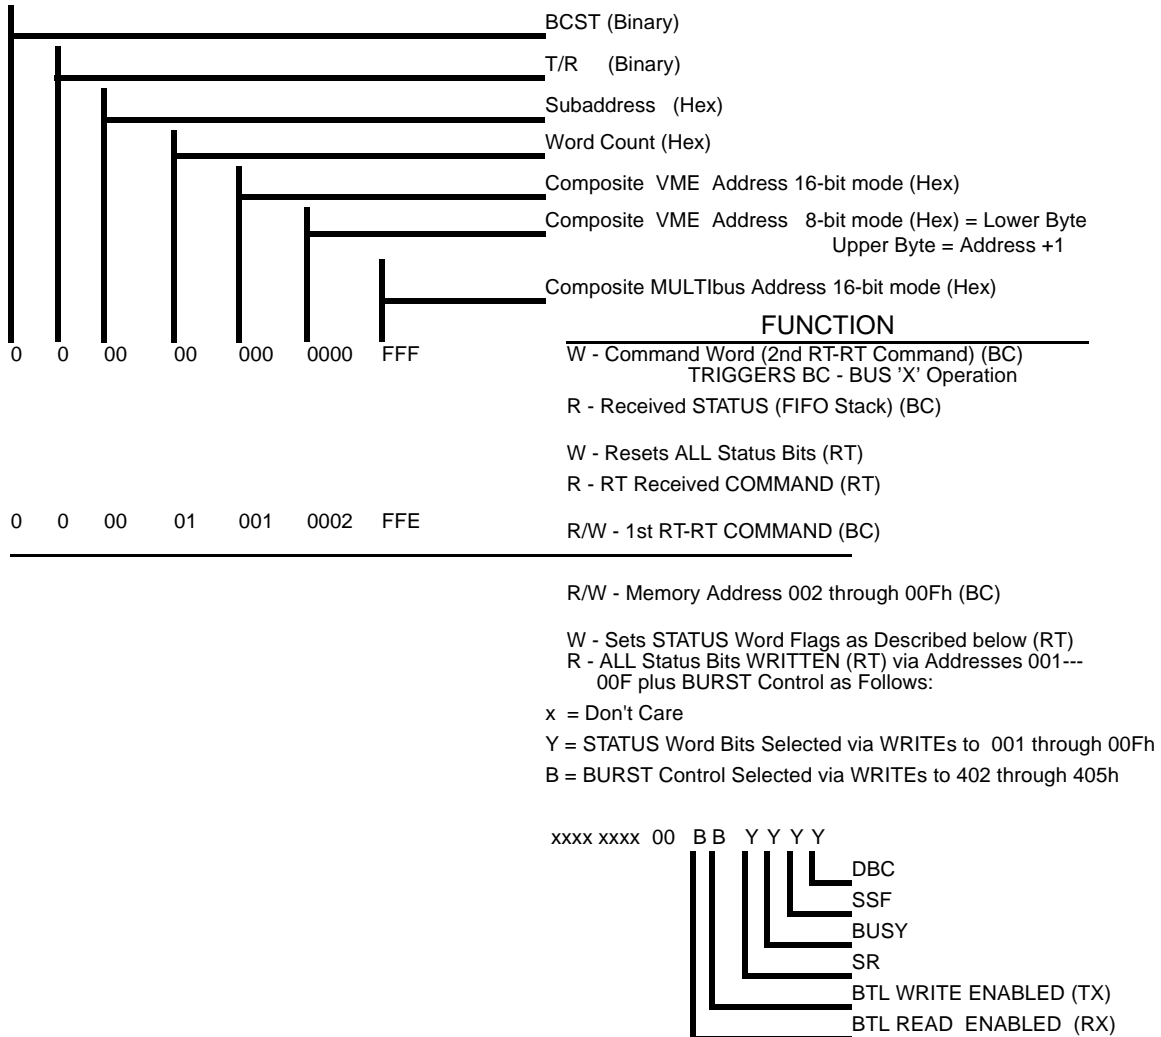 BCST (Binary)
T/R (Binary)
Subaddress (Hex)
Word Count (Hex)
Composite VME Address 16-bit mode (Hex)
Composite VME Address 8-bit mode (Hex) = Lower Byte
Upper Byte = Address +1
Composite MULTIbus Address 16-bit mode (Hex)
FUNCTION
0 0 00 00 000 0000 FFF W - Command Word (2nd RT-RT Command) (BC)
TRIGGERS BC - BUS 'X' Operation
R - Received STATUS (FIFO Stack) (BC)
W - Resets ALL Status Bits (RT)
R - RT Received COMMAND (RT)
0 0 00 01 001 0002 FFE R/W - 1st RT-RT COMMAND (BC)
R/W - Memory Address 002 through 00Fh (BC)
W - Sets STATUS Word Flags as Described below (RT)
R - ALL Status Bits WRITTEN (RT) via Addresses 001---
00F plus BURST Control as Follows:
x = Don't Care
Y = STATUS Word Bits Selected via WRITEs to 001 through 00Fh
B = BURST Control Selected via WRITEs to 402 through 405h
xxxx xxxx 00 B B Y Y Y Y
DBC
SSF
BUSY
SR
BTL WRITE ENABLED (TX)
BTL READ ENABLED (RX)